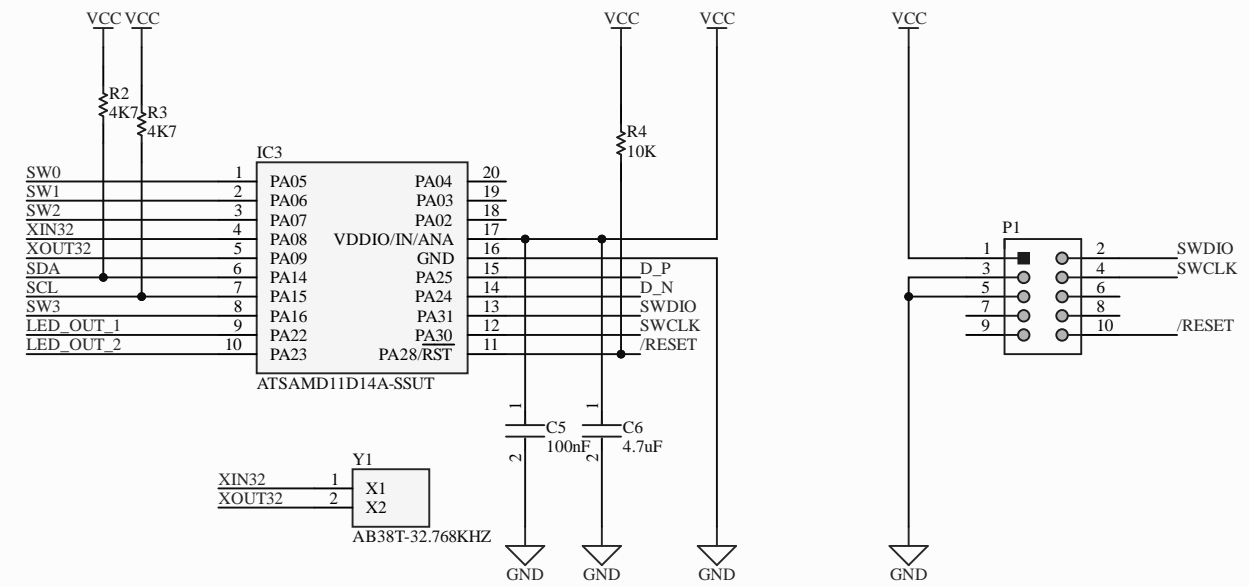 VCC VCC VCC VCC VCC
R2
4K7
R3
4K7
R4
10K
IC3
SW0 1 PA05 PA04 20
SW1 2 PA06 PA03 19
SW2 3 PA07 PA02 18
XIN32 4 PA08 VDDIO/IN/ANA 17
XOUT32 5 PA09 GND 16
SDA 6 PA14 PA25 15 D_P
SCL 7 PA15 PA24 14 D_N
SW3 8 PA16 PA31 13 SWDIO
LED_OUT_1 9 PA22 PA30 12 SWCLK
LED_OUT_2 10 PA23 PA28/RST 11 /RESET
ATSAMD11D14A-SSUT
P1
1 2 SWDIO
3 4 SWCLK
5 6
7 8
9 10 /RESET
1 C5
100nF
2
1 C6
4.7uF
2
Y1
XIN32 1 X1
XOUT32 2 X2
AB38T-32.768KHZ
GND GND GND GND